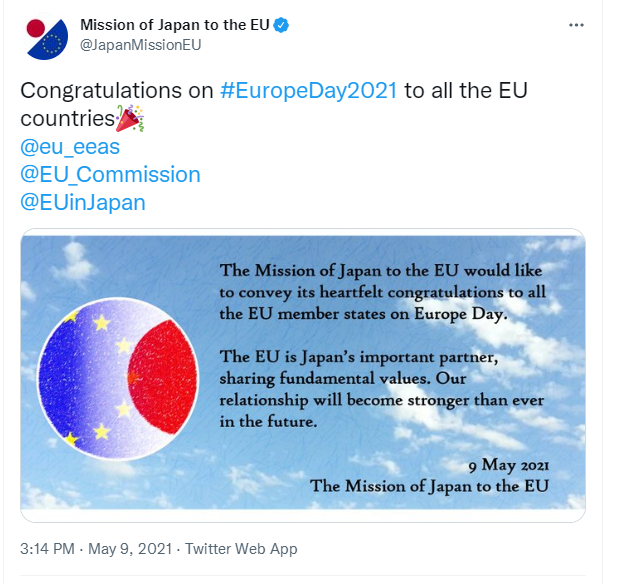 Mission of Japan to the EU
@JapanMissionEU
Congratulations on #EuropeDay2021 to all the EU
countries🎉
@eu_eeas
@EU_Commission
@EUinJapan
The Mission of Japan to the EU would like
to convey its heartfelt congratulations to all
the EU member states on Europe Day.
The EU is Japan's important partner,
sharing fundamental values. Our
relationship will become stronger than ever
in the future.
9 May 2021
The Mission of Japan to the EU
3:14 PM · May 9, 2021 · Twitter Web App